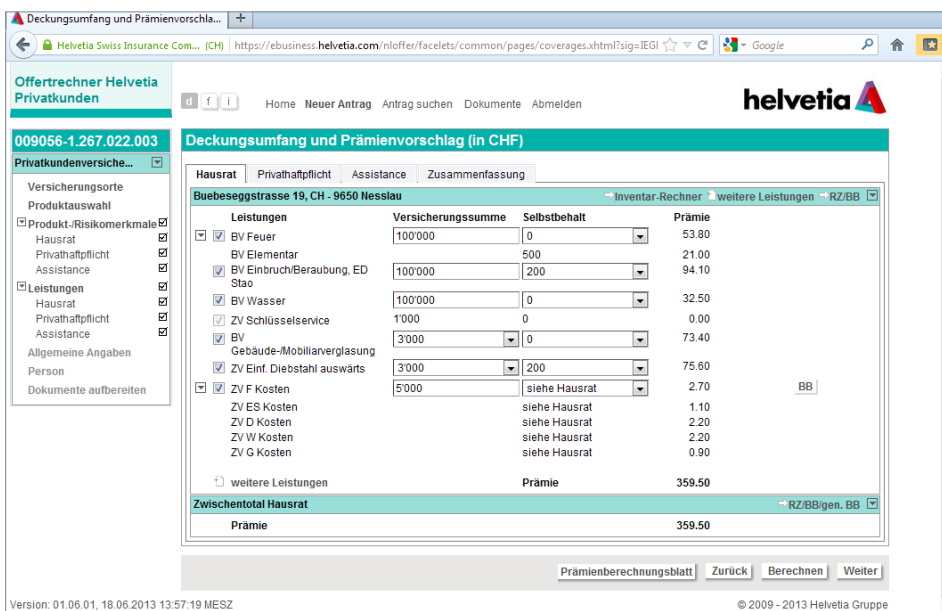 Deckungsumfang und Prämienvorschla...
Helvetia Swiss Insurance Com... (CH) https://ebusiness.helvetia.com/nloffer/facelets/common/pages/coverages.xhtml?sig=IEGI Google
Offertrechner Helvetia
Privatkunden
d f i Home Neuer Antrag Antrag suchen Dokumente Abmelden
helvetia
009056-1.267.022.003
Privatkundenversiche...
Versicherungsorte
Produktauswahl
Produkt-/Risikomerkmale
Hausrat
Privathaftpflicht
Assistance
Leistungen
Hausrat
Privathaftpflicht
Assistance
Allgemeine Angaben
Person
Dokumente aufbereiten
Deckungsumfang und Prämienvorschlag (in CHF)
Hausrat Privathaftpflicht Assistance Zusammenfassung
Buebeseggstrasse 19, CH - 9650 Nesslau Inventar-Rechner weitere Leistungen RZ/BB
Leistungen Versicherungssumme Selbstbehalt Prämie
BV Feuer 100'000 0 53.80
BV Elementar 500 21.00
BV Einbruch/Beraubung, ED 100'000 200 94.10
Stao
BV Wasser 100'000 0 32.50
ZV Schlüsselservice 1'000 0 0.00
BV 3'000 0 73.40
Gebäude-/Mobiliarverglasung
ZV Einf. Diebstahl auswärts 3'000 200 75.60
ZV F Kosten 5'000 siehe Hausrat 2.70 BB
ZV ES Kosten siehe Hausrat 1.10
ZV D Kosten siehe Hausrat 2.20
ZV W Kosten siehe Hausrat 2.20
ZV G Kosten siehe Hausrat 0.90
weitere Leistungen Prämie 359.50
Zwischentotal Hausrat RZ/BB/gen. BB
Prämie 359.50
Prämienberechnungsblatt Zurück Berechnen Weiter
Version: 01.06.01, 18.06.2013 13:57:19 MESZ © 2009 - 2013 Helvetia Gruppe